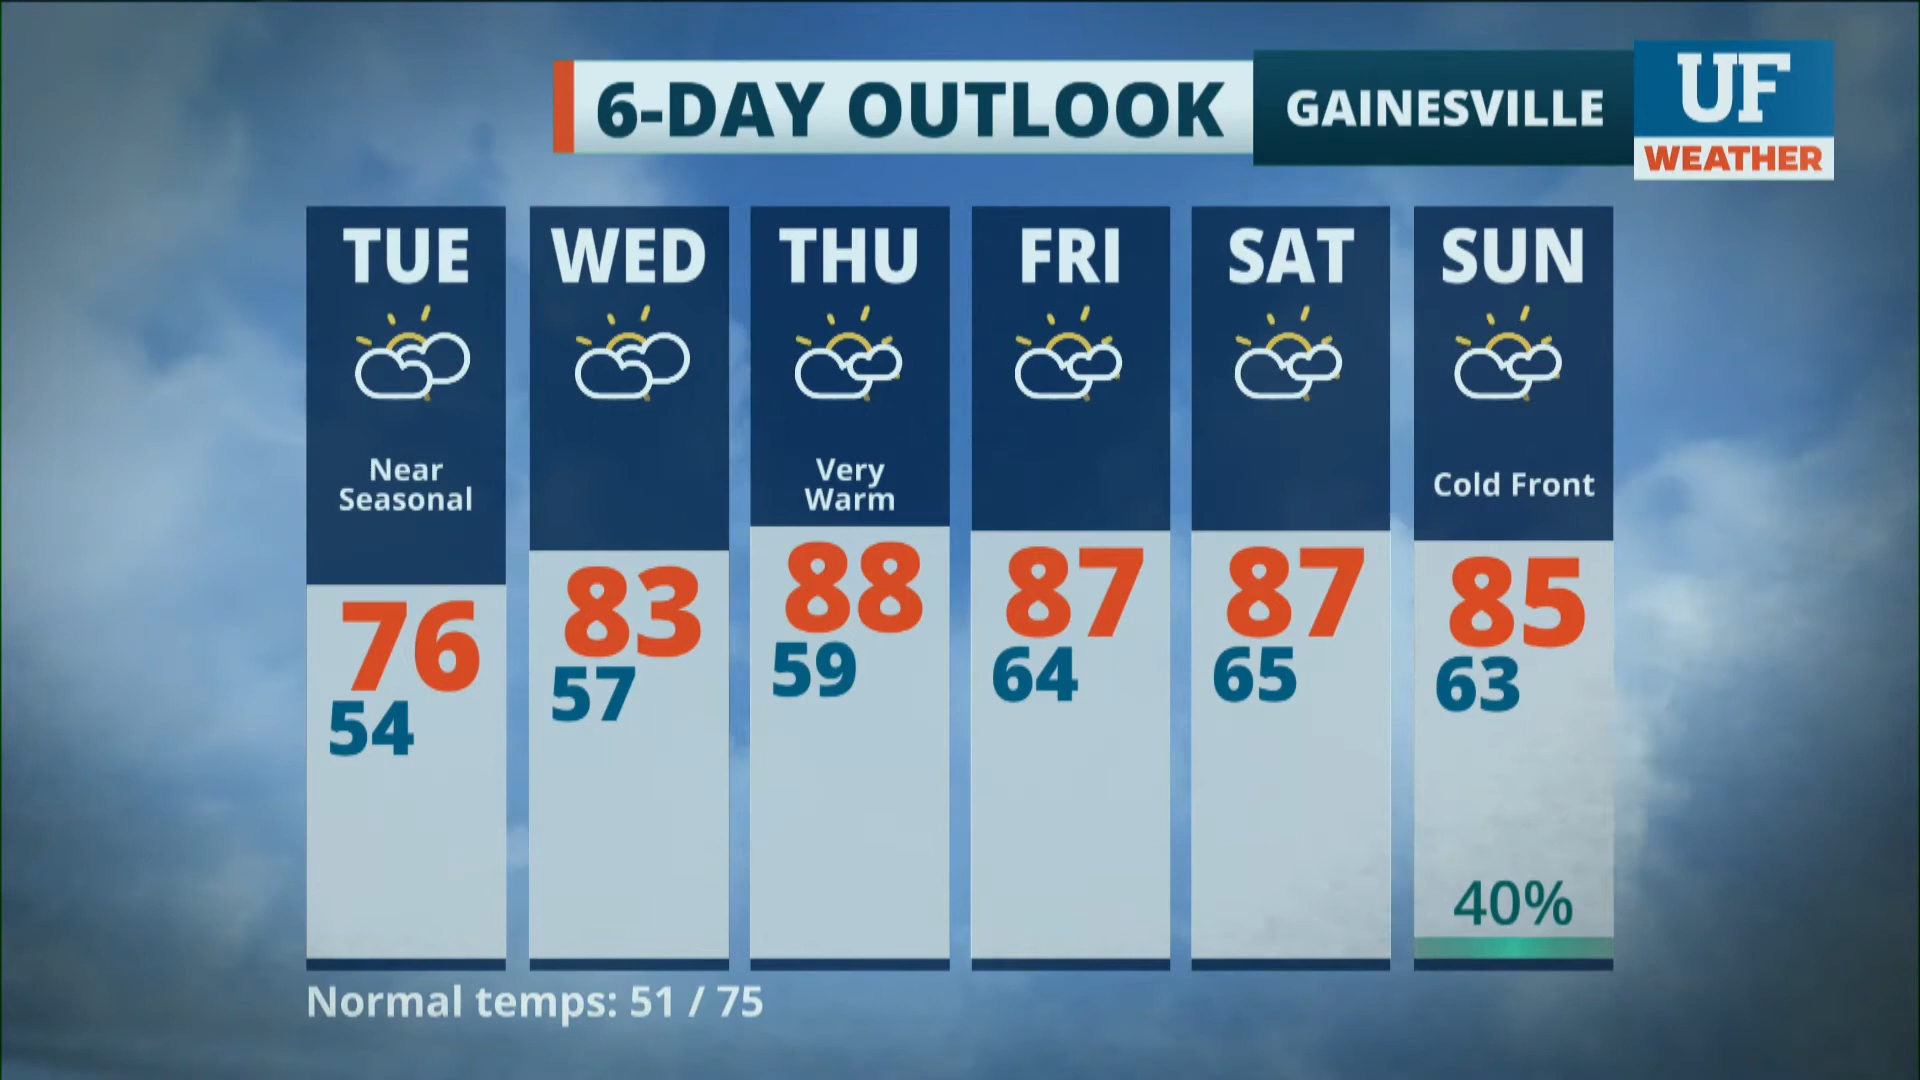 6-DAY OUTLOOK
GAINESVILLE
UF
WEATHER
TUE
Near
Seasonal
76
54
WED
83
57
THU
Very
Warm
88
59
FRI
87
64
SAT
87
65
SUN
Cold Front
85
63
40%
Normal temps: 51 / 75